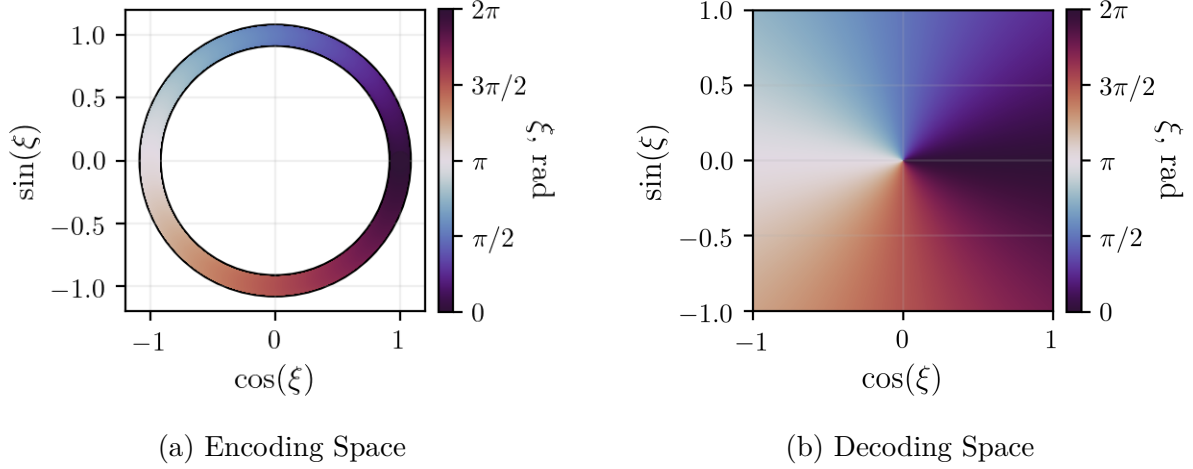 1.0
0.5
0.0
−0.5
−1.0
sin(ξ)
−1
0
1
cos(ξ)
2π
3π/2
π
π/2
0
ξ, rad
(a) Encoding Space
1.0
0.5
0.0
−0.5
−1.0
sin(ξ)
−1
0
1
cos(ξ)
2π
3π/2
π
π/2
0
ξ, rad
(b) Decoding Space